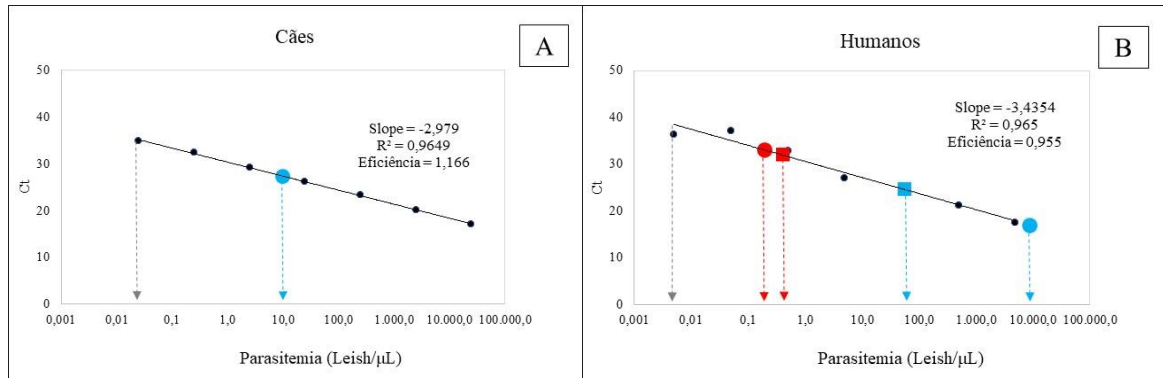 Cães
A
50
40
30
20
10
0
Ct
Slope = -2,979
R² = 0,9649
Eficiência = 1,166
0,001 0,01 0,1 1,0 10,0 100,0 1.000,0 10.000,0 100.000,0
Parasitemia (Leish/μL)
Humanos
B
50
40
30
20
10
0
Ct
Slope = -3,4354
R² = 0,965
Eficiência = 0,955
0,001 0,01 0,1 1,0 10,0 100,0 1.000,0 10.000,0 100.000,0
Parasitemia (Leish/μL)